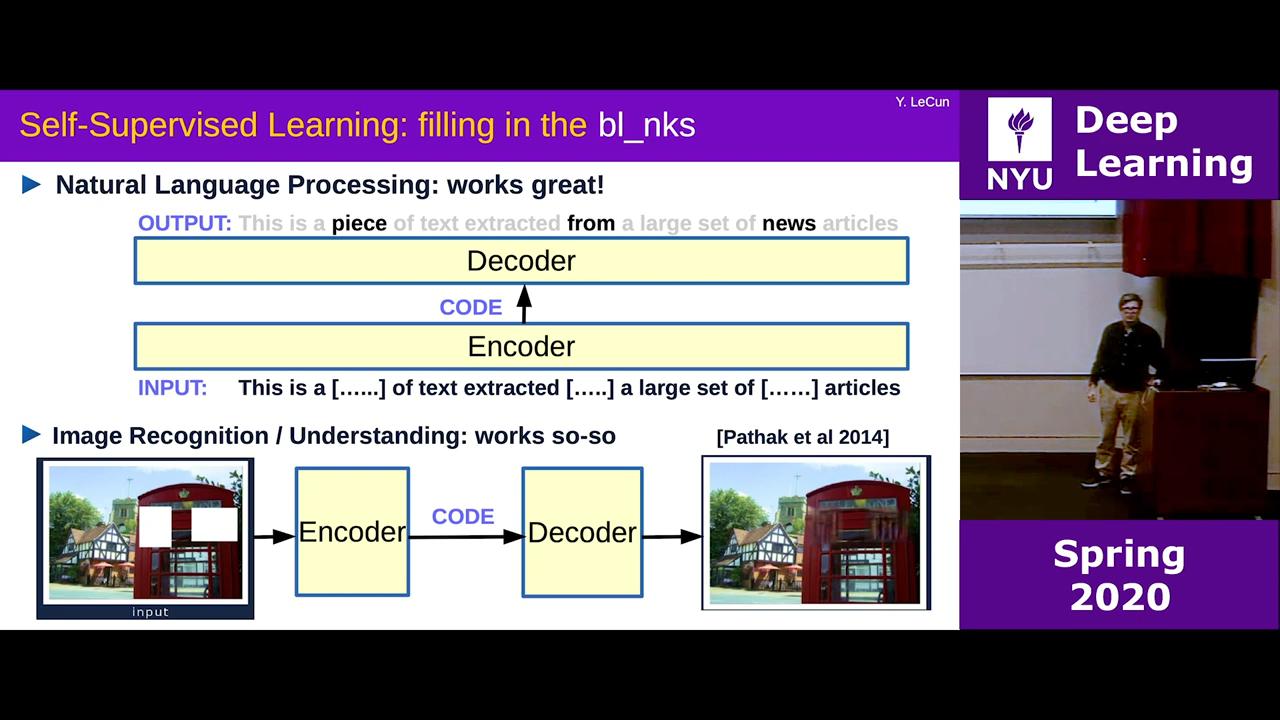 Y. LeCun
Self-Supervised Learning: filling in the bl_nks
Natural Language Processing: works great!
OUTPUT: This is a piece of text extracted from a large set of news articles
Decoder
CODE
Encoder
INPUT: This is a [……] of text extracted [.….] a large set of [……] articles
Image Recognition / Understanding: works so-so
[Pathak et al 2014]
Encoder
CODE
Decoder
input
NYU
Deep
Learning
Spring
2020